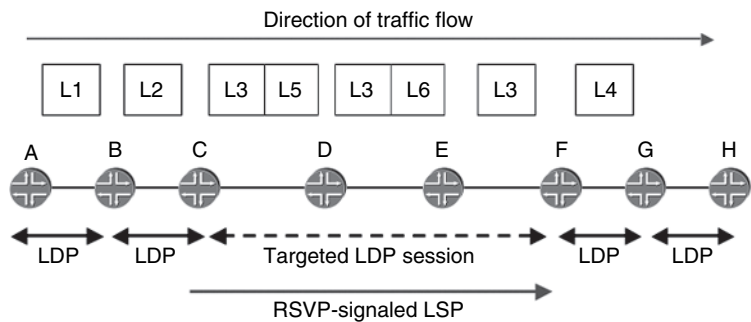 Direction of traffic flow
L1 L2 L3 L5 L3 L6 L3 L4
A B C D E F G H
LDP LDP Targeted LDP session LDP LDP
RSVP-signaled LSP